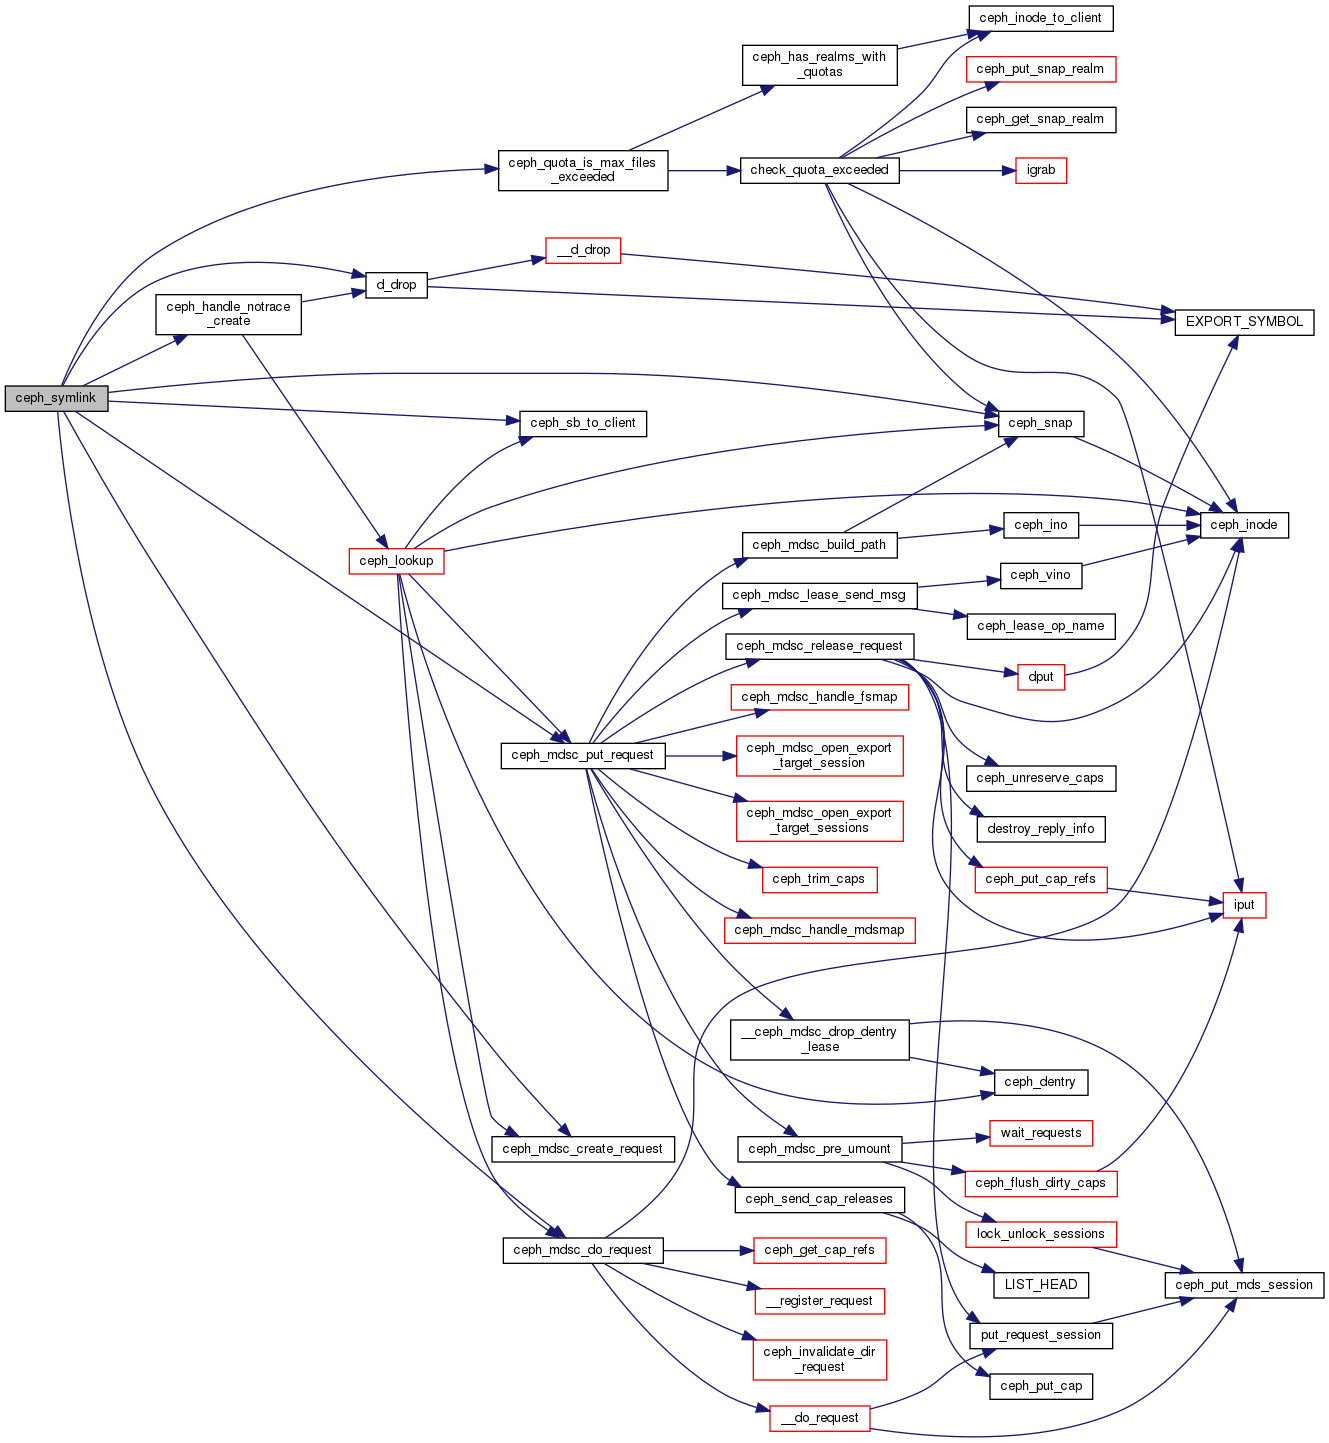 ceph_inode_to_client
ceph_has_realms_with
_quotas
ceph_put_snap_realm
ceph_get_snap_realm
ceph_quota_is_max_files
_exceeded
check_quota_exceeded
igrab
__d_drop
d_drop
ceph_handle_notrace
_create
EXPORT_SYMBOL
ceph_symlink
ceph_sb_to_client
ceph_snap
ceph_ino
ceph_inode
ceph_mdsc_build_path
ceph_lookup
ceph_vino
ceph_mdsc_lease_send_msg
ceph_lease_op_name
ceph_mdsc_release_request
dput
ceph_mdsc_handle_fsmap
ceph_mdsc_put_request
ceph_mdsc_open_export
_target_session
ceph_unreserve_caps
ceph_mdsc_open_export
_target_sessions
destroy_reply_info
ceph_trim_caps
ceph_put_cap_refs
iput
ceph_mdsc_handle_mdsmap
__ceph_mdsc_drop_dentry
_lease
ceph_dentry
wait_requests
ceph_mdsc_create_request
ceph_mdsc_pre_umount
ceph_flush_dirty_caps
ceph_send_cap_releases
lock_unlock_sessions
ceph_mdsc_do_request
ceph_get_cap_refs
LIST_HEAD
ceph_put_mds_session
__register_request
put_request_session
ceph_invalidate_dir
_request
ceph_put_cap
__do_request